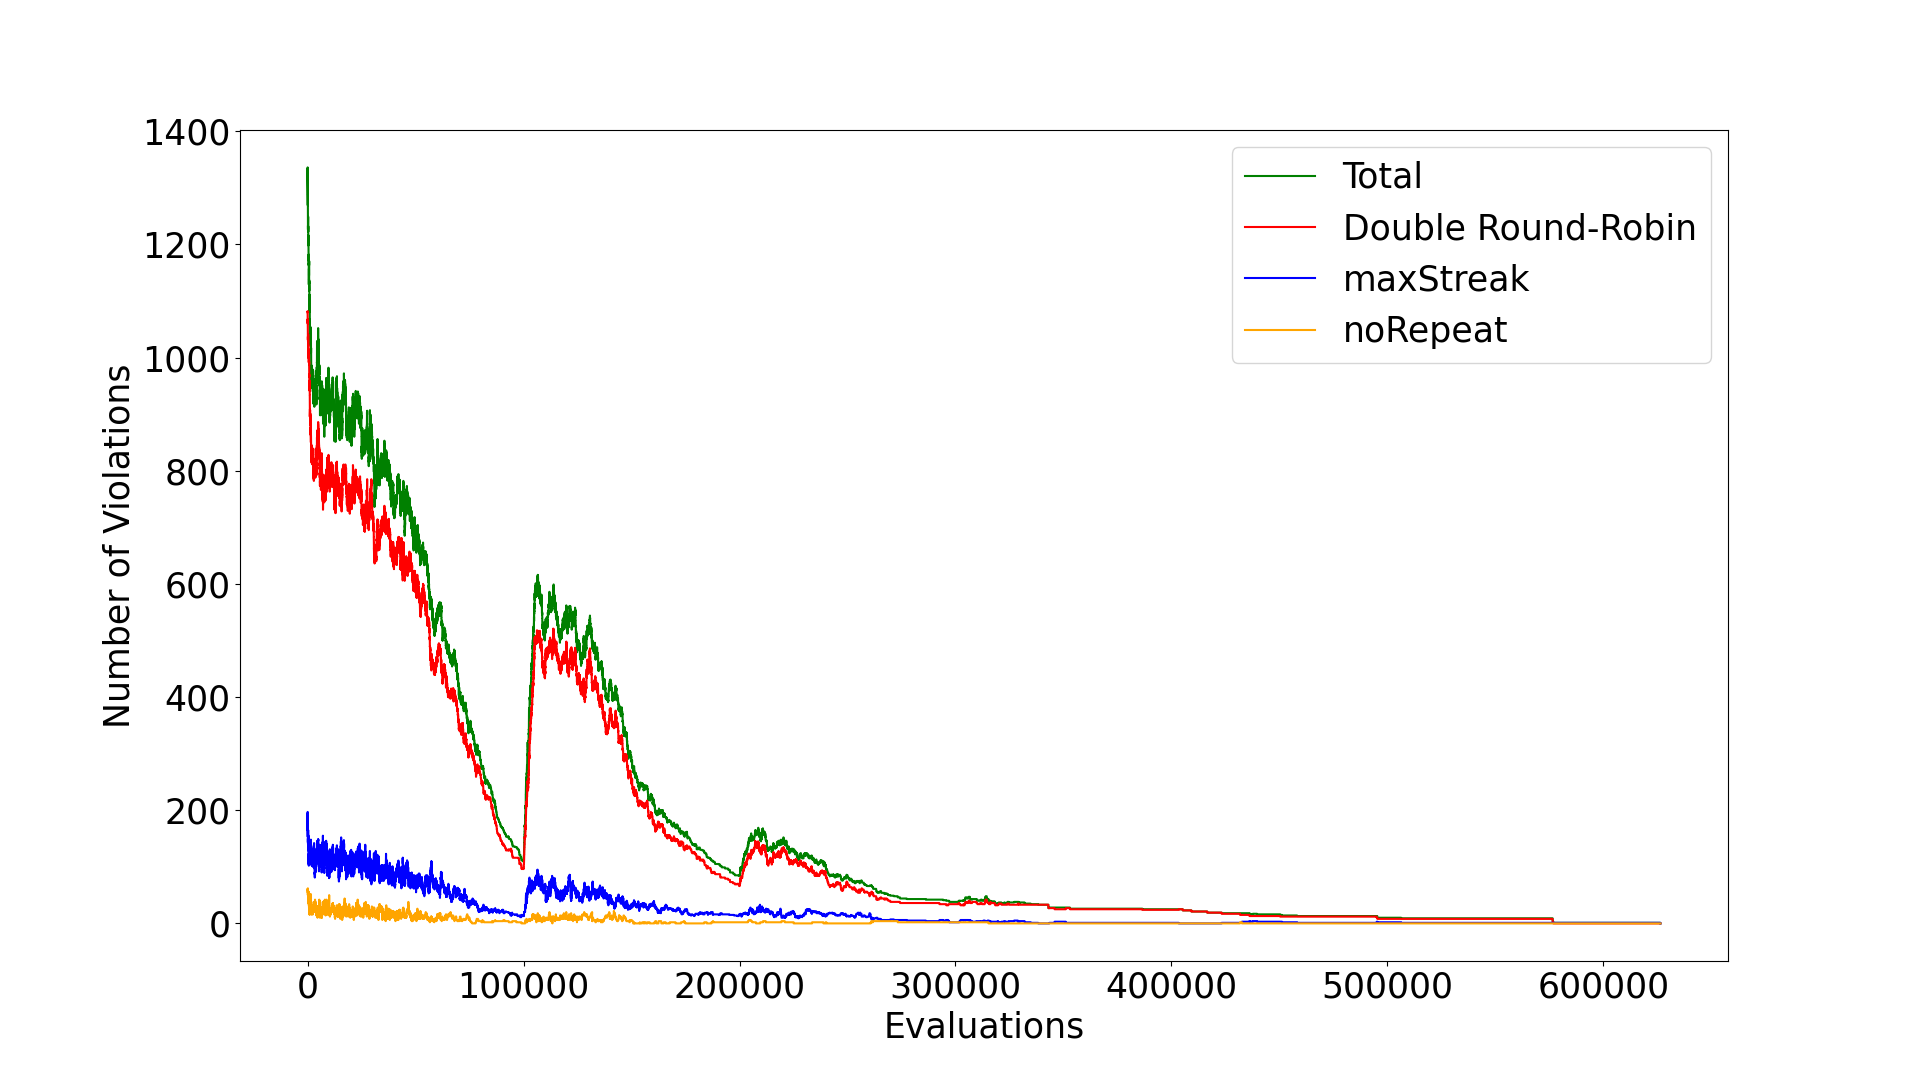 1400
1200
1000
800
600
400
200
0
Number of Violations
Total
Double Round-Robin
maxStreak
noRepeat
0 100000 200000 300000 400000 500000 600000
Evaluations